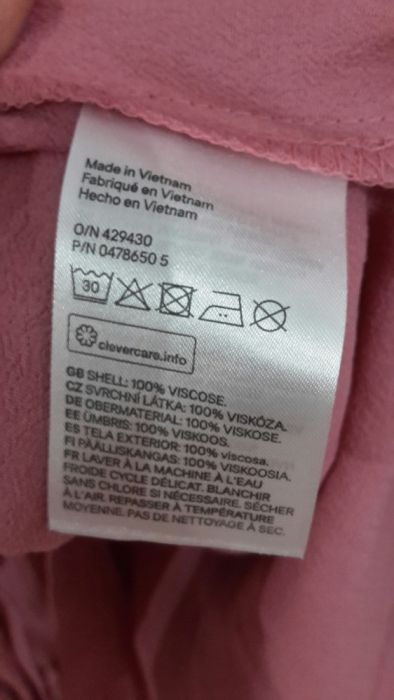 Made in Vietnam
Fabriqué en Vietnam
Hecho en Vietnam
O/N 429430
P/N 0478650 5
30
clevercare.info
GB SHELL: 100% VISCOSE.
CZ SVRCHNÍ LÁTKA: 100% VISKÓZA.
DE OBERMATERIAL: 100% VISKOSE.
EE ÜMBRIS: 100% VISKOOS.
ES TELA EXTERIOR: 100% viscosa.
FI PÄÄLLISKANGAS: 100% VISKOOSIA.
FR LAVER À LA MACHINE À L'EAU
FROIDE CYCLE DÉLICAT. BLANCHIR
SANS CHLORE SI NÉCESSAIRE. SÉCHER
À L'AIR. REPASSER À TEMPÉRATURE
MOYENNE. PAS DE NETTOYAGE À SEC.